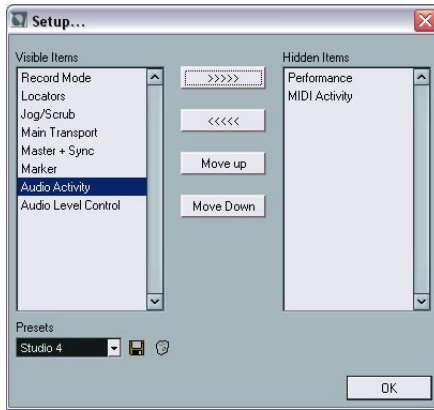 Setup...
Visible Items
Record Mode
Locators
Jog/Scrub
Main Transport
Master + Sync
Marker
Audio Activity
Audio Level Control
>>>>>
<<<<<
Move up
Move Down
Hidden Items
Performance
MIDI Activity
Presets
Studio 4
OK